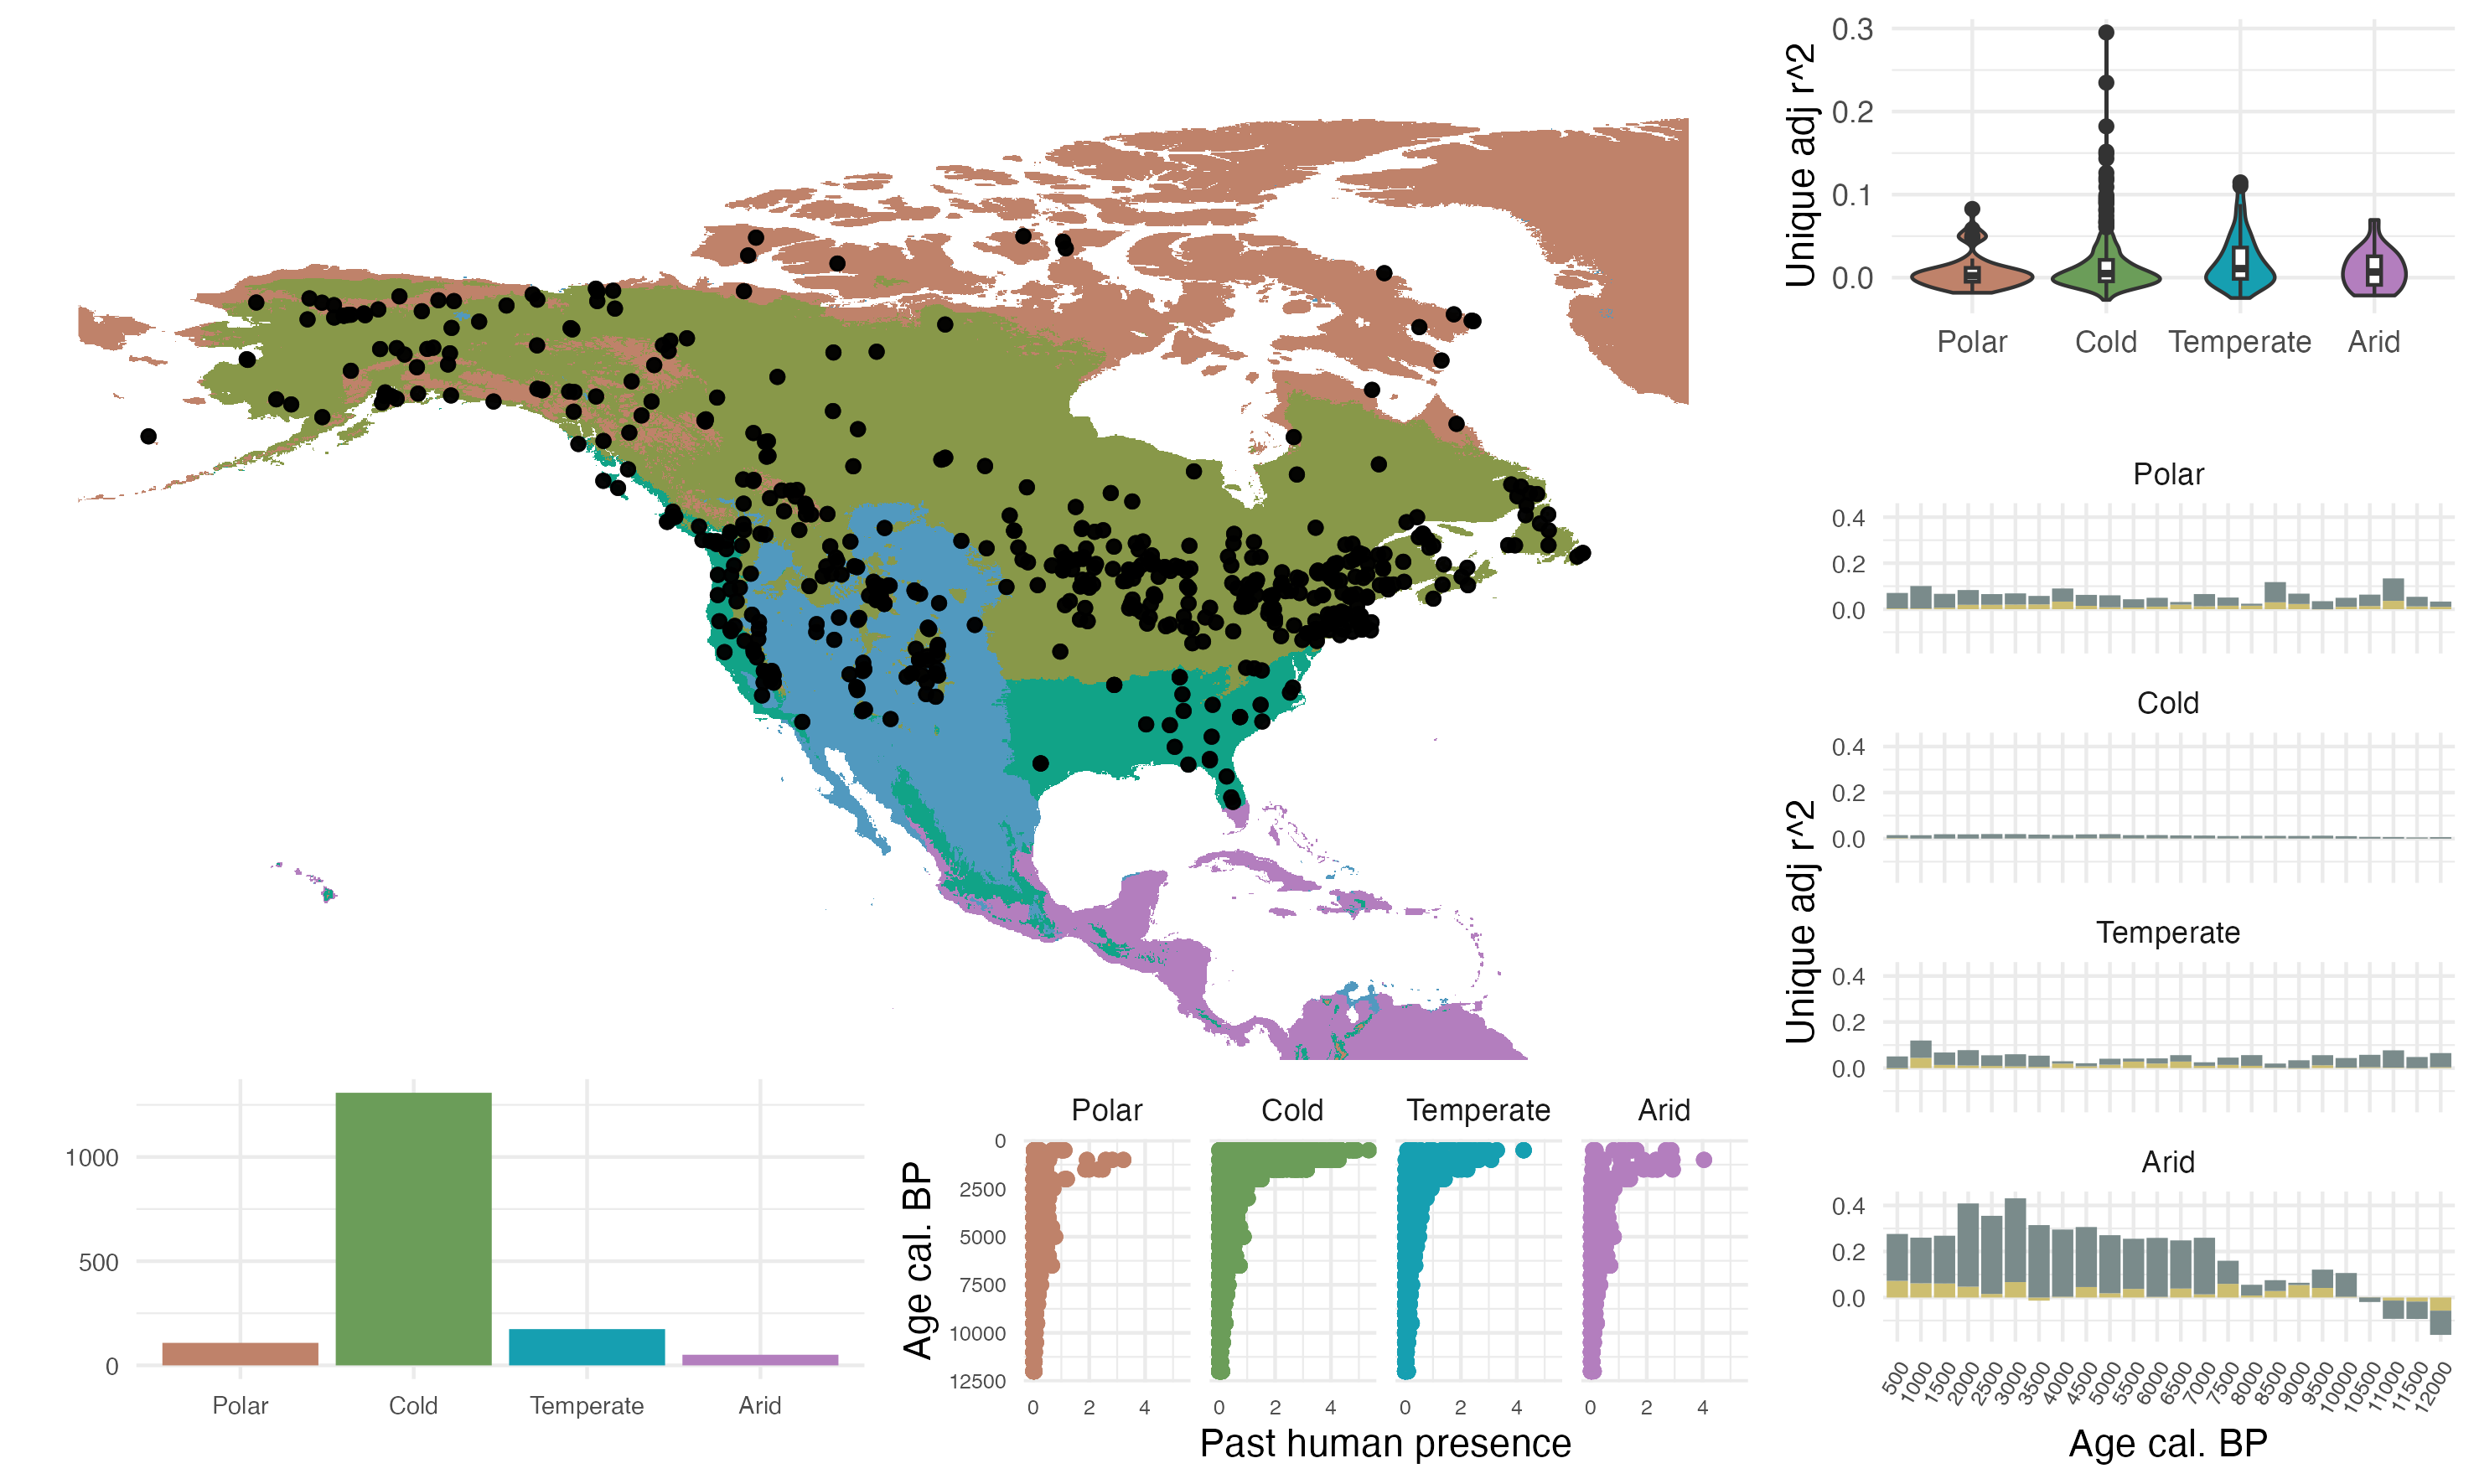 0.3
0.2
0.1
0.0
Unique adj r^2
Polar Cold Temperate Arid
Polar
0.4
0.2
0.0
Cold
0.4
0.2
0.0
Unique adj r^2
Temperate
0.4
0.2
0.0
Arid
0.4
0.2
0.0
500 1000 1500 2000 2500 3000 3500 4000 4500 5000 5500 6000 6500 7000 7500 8000 8500 9000 9500 10000 10500 11000 11500 12000
Age cal. BP
1000
500
0
Polar Cold Temperate Arid
Polar Cold Temperate Arid
0
2500
5000
7500
10000
12500
Age cal. BP
0 2 4 0 2 4 0 2 4 0 2 4
Past human presence